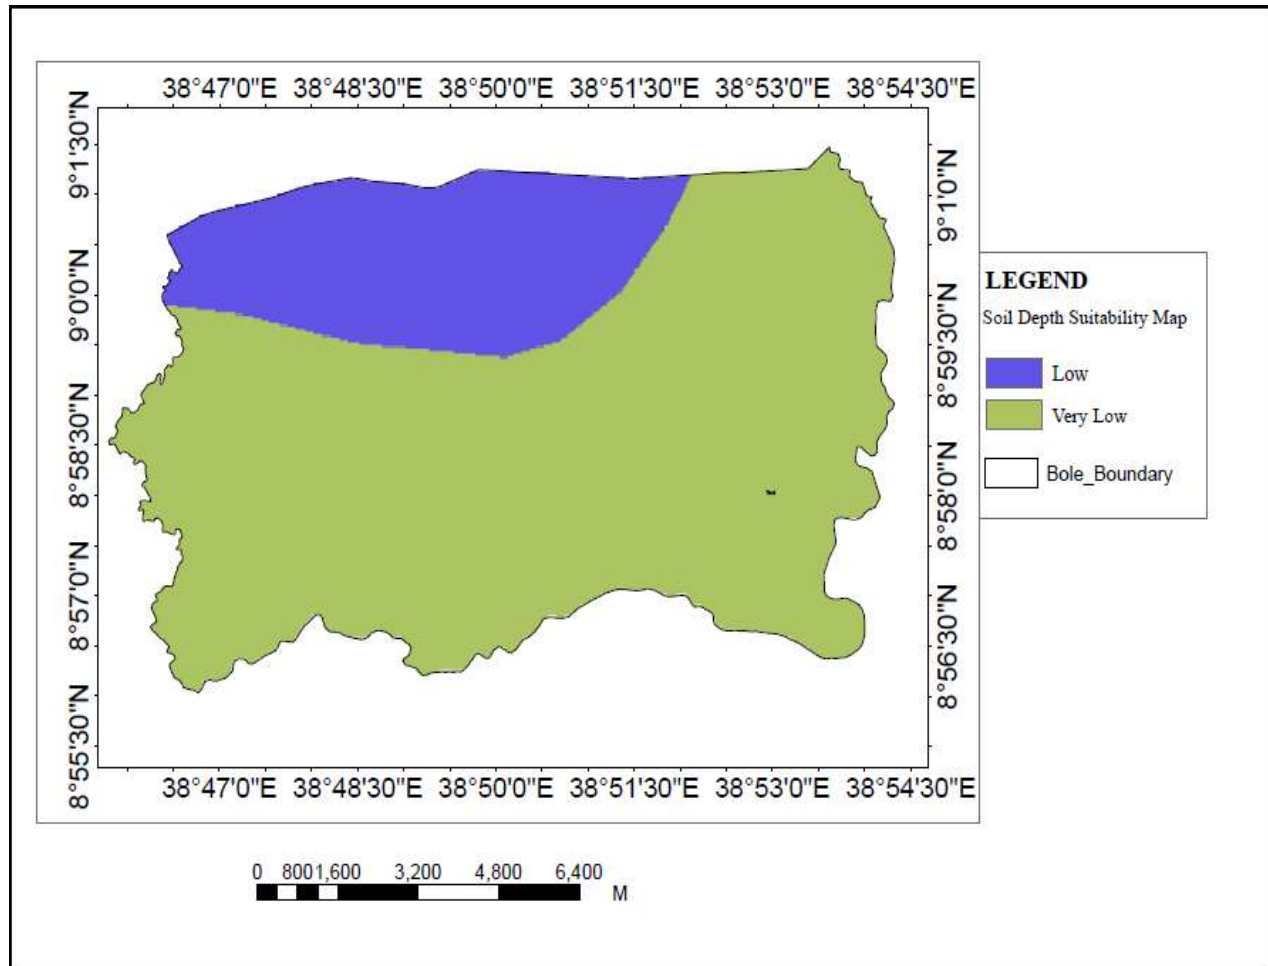 38°47'0"E 38°48'30"E 38°50'0"E 38°51'30"E 38°53'0"E 38°54'30"E
9°1'30"N
9°0'0"N
8°58'30"N
8°57'0"N
8°55'30"N
9°1'0"N
8°59'30"N
8°58'0"N
8°56'30"N
LEGEND
Soil Depth Suitability Map
Low
Very Low
Bole_Boundary
38°47'0"E 38°48'30"E 38°50'0"E 38°51'30"E 38°53'0"E 38°54'30"E
0 800 1,600 3,200 4,800 6,400
M